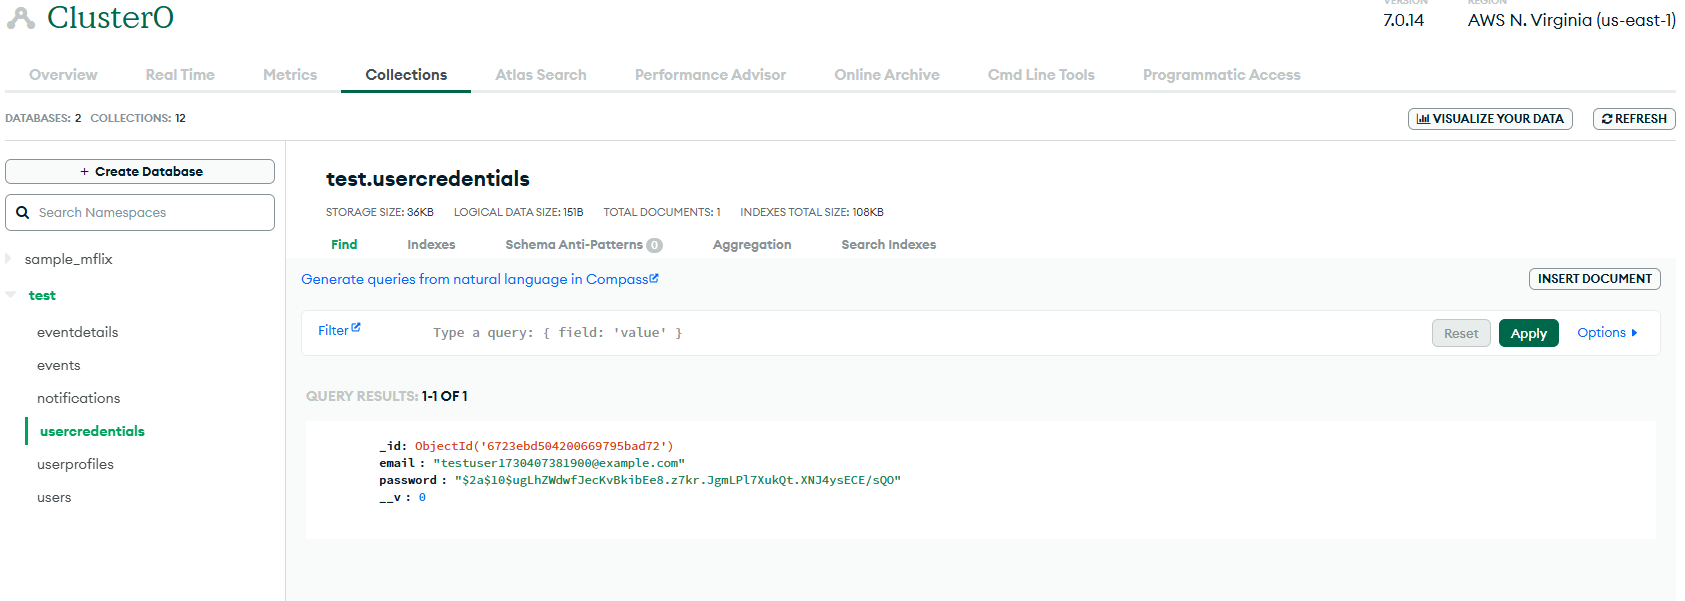 Cluster0
VERSION
7.0.14
REGION
AWS N. Virginia (us-east-1)
Overview Real Time Metrics Collections Atlas Search Performance Advisor Online Archive Cmd Line Tools Programmatic Access
DATABASES: 2 COLLECTIONS: 12
VISUALIZE YOUR DATA
REFRESH
+ Create Database
Search Namespaces
sample_mflix
test
eventdetails
events
notifications
usercredentials
userprofiles
users
test.usercredentials
STORAGE SIZE: 36KB LOGICAL DATA SIZE: 151B TOTAL DOCUMENTS: 1 INDEXES TOTAL SIZE: 108KB
Find Indexes Schema Anti-Patterns 0 Aggregation Search Indexes
Generate queries from natural language in Compass
INSERT DOCUMENT
Filter Type a query: { field: 'value' } Reset Apply Options
QUERY RESULTS: 1-1 OF 1
_id: ObjectId('6723ebd504200669795bad72')
email : "testuser1730407381900@example.com"
password : "$2a$10$ugLhZWdwfJecKvBkibEe8.z7kr.JgmLPl7XukQt.XNJ4ysECE/sQO"
__v : 0